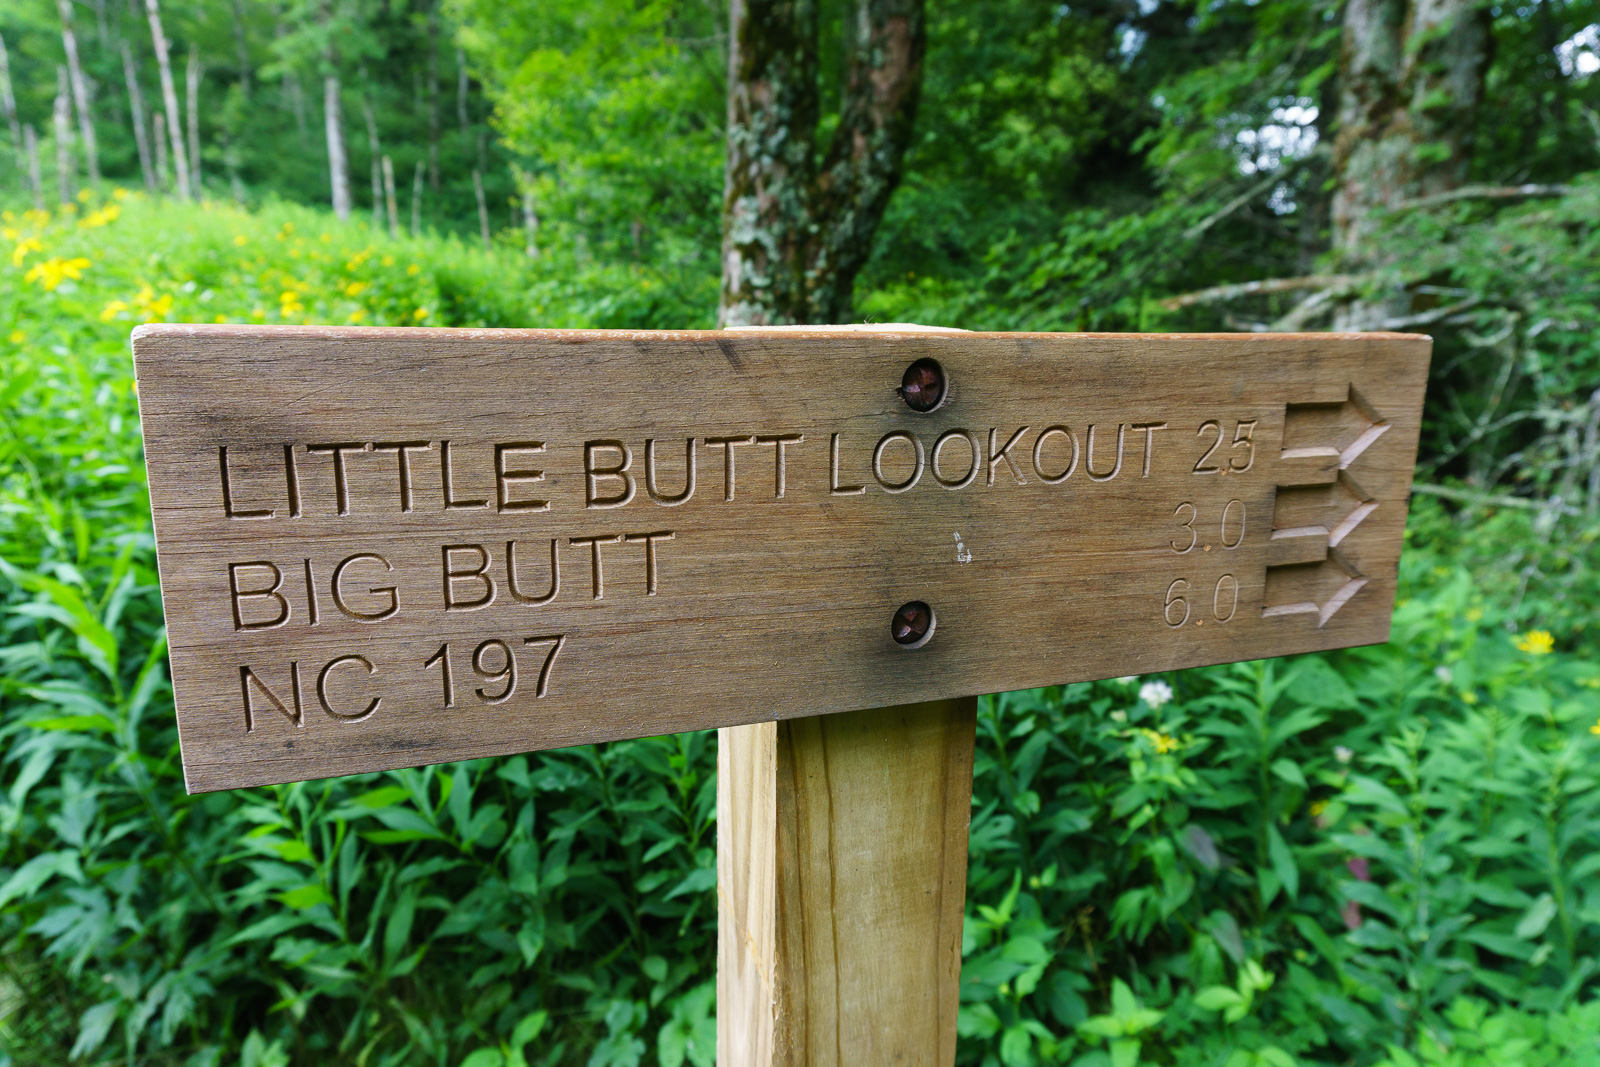 LITTLE BUTT LOOKOUT 2.5
BIG BUTT 3.0
NC 197 6.0